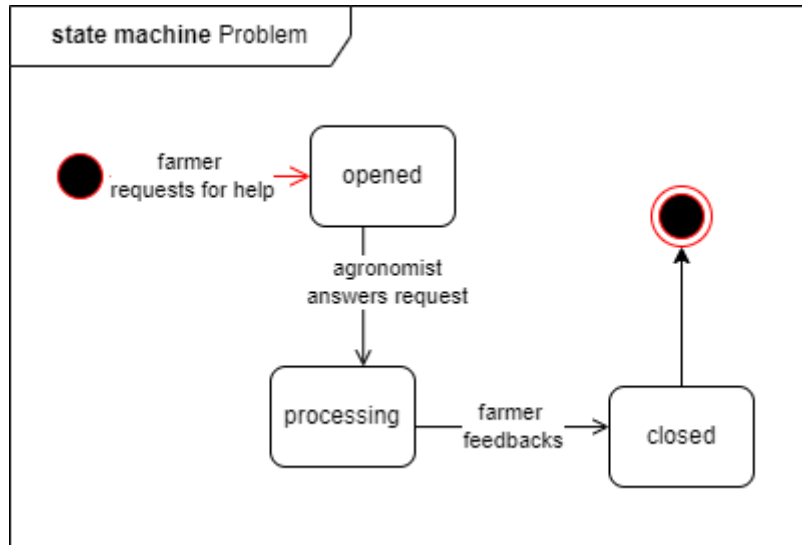 state machine Problem
farmer
requests for help
opened
agronomist
answers request
processing
farmer
feedbacks
closed